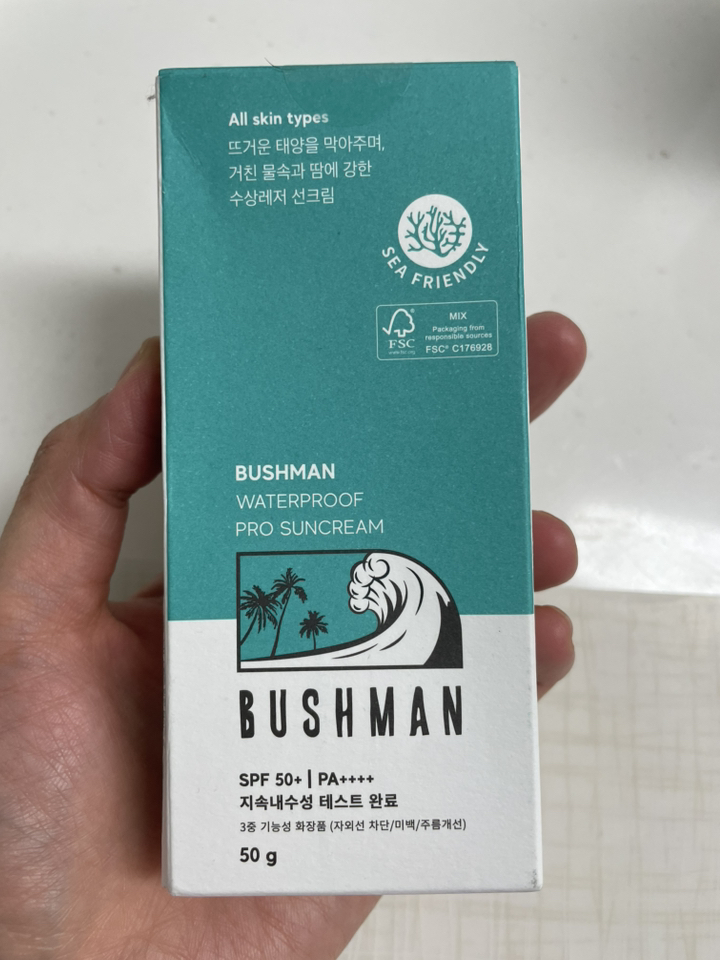 All skin types
뜨거운 태양을 막아주며,
거친 물속과 땀에 강한
수상레저 선크림
SEA FRIENDLY
FSC
www.fsc.org
MIX
Packaging from
responsible sources
FSC® C176928
BUSHMAN
WATERPROOF
PRO SUNCREAM
BUSHMAN
SPF 50+ | PA++++
지속내수성 테스트 완료
3중 기능성 화장품 (자외선 차단/미백/주름개선)
50 g